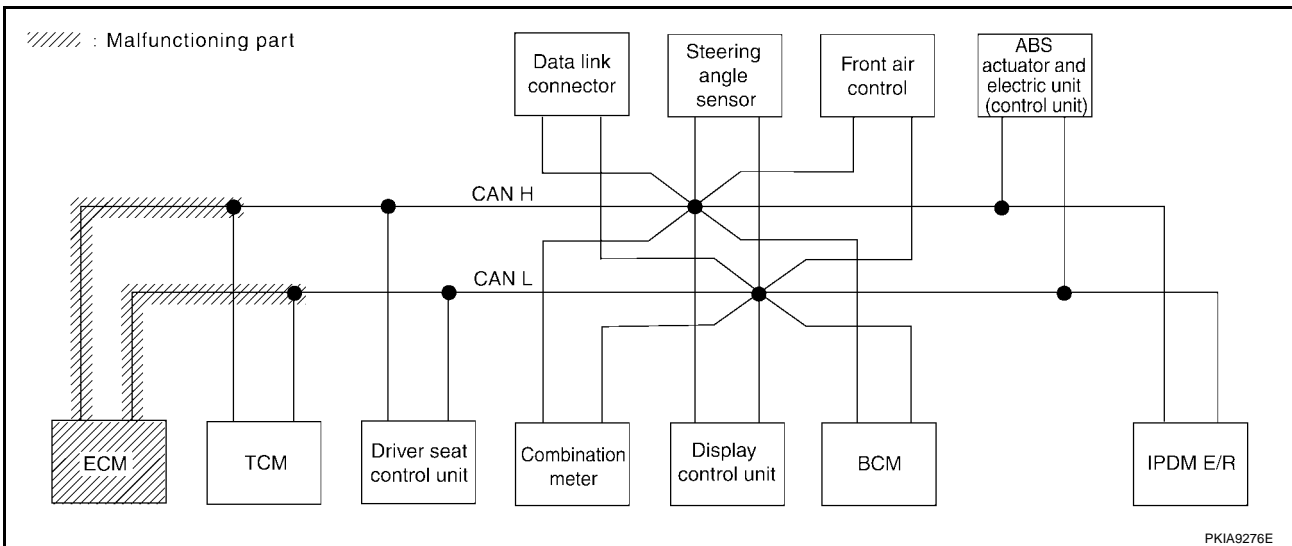 : Malfunctioning part
Data link
connector
Steering
angle
sensor
Front air
control
ABS
actuator and
electric unit
(control unit)
CAN H
CAN L
ECM
TCM
Driver seat
control unit
Combination
meter
Display
control unit
BCM
IPDM E/R
PKIA9276E